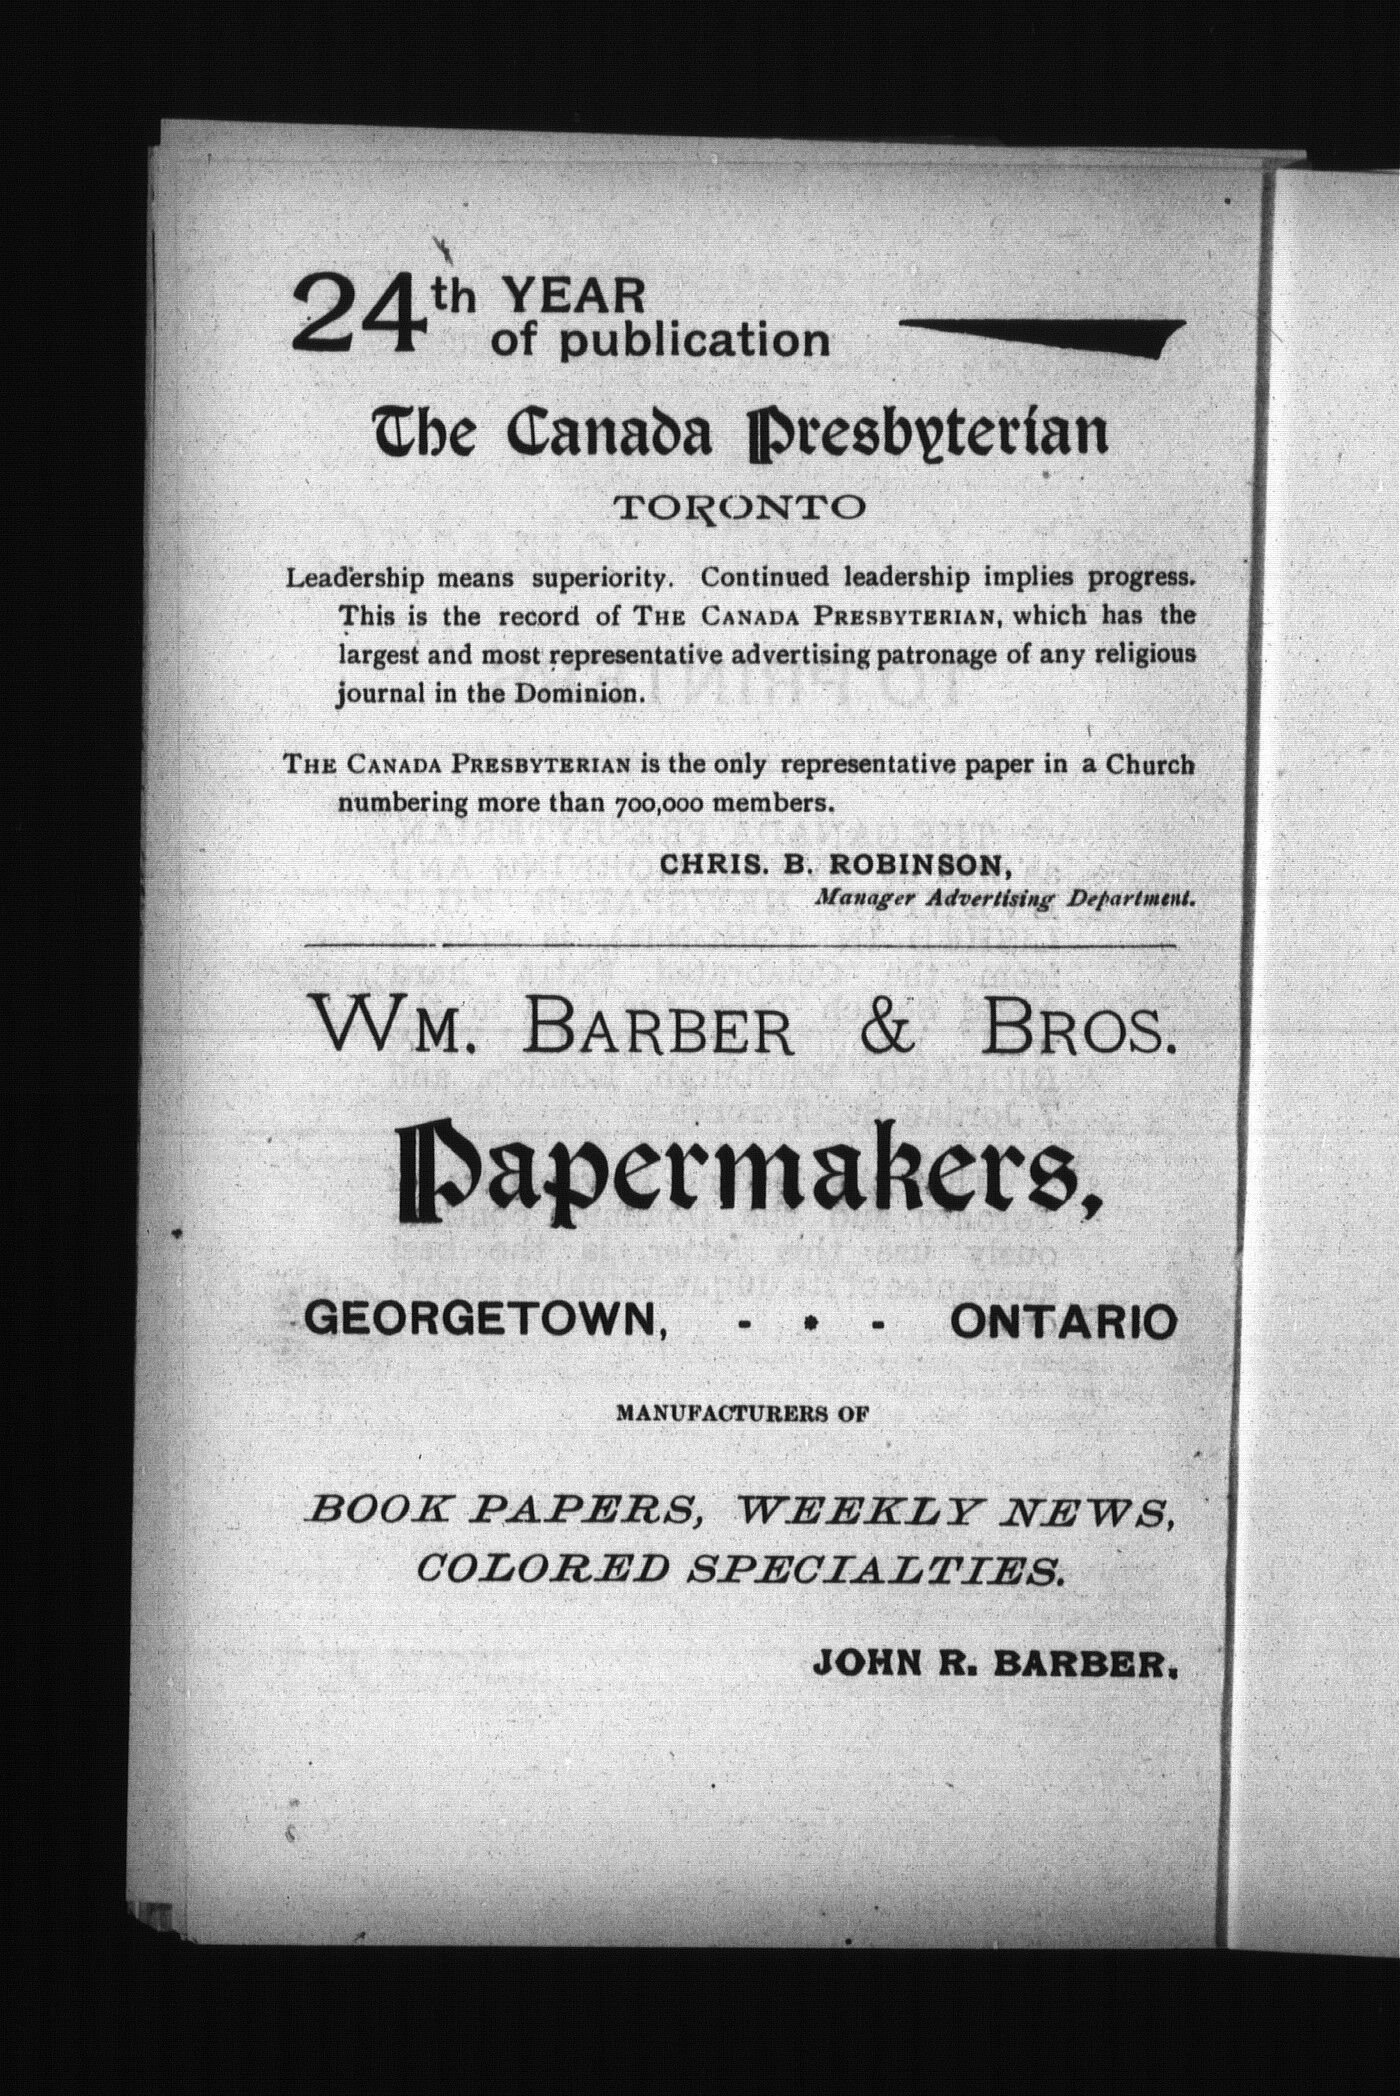 24th YEAR
of publication
The Canada Presbyterian
TORONTO
Leadership means superiority. Continued leadership implies progress.
This is the record of THE CANADA PRESBYTERIAN, which has the
largest and most representative advertising patronage of any religious
journal in the Dominion.
THE CANADA PRESBYTERIAN is the only representative paper in a Church
numbering more than 700,000 members.
CHRIS. B. ROBINSON,
Manager Advertising Department.
WM. BARBER & BROS.
Papermakers,
GEORGETOWN, - • - ONTARIO
MANUFACTURERS OF
BOOK PAPERS, WEEKLY NEWS,
COLORED SPECIALTIES.
JOHN R. BARBER.